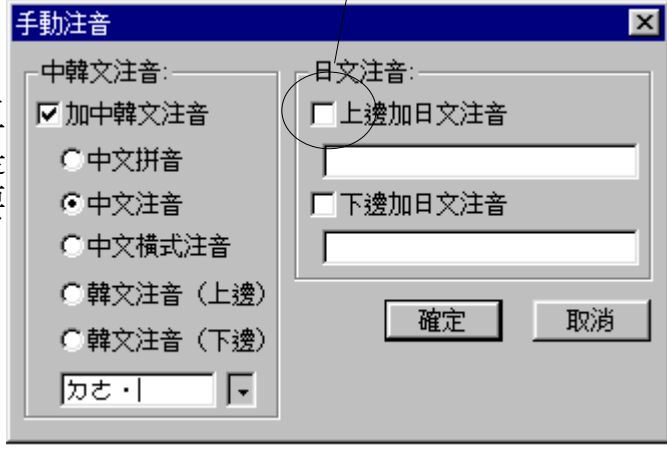 手動注音
中韓文注音:
加中韓文注音
中文拼音
中文注音
中文橫式注音
韓文注音（上邊）
韓文注音（下邊）
ㄉㄜ·
日文注音:
上邊加日文注音
下邊加日文注音
確定
取消